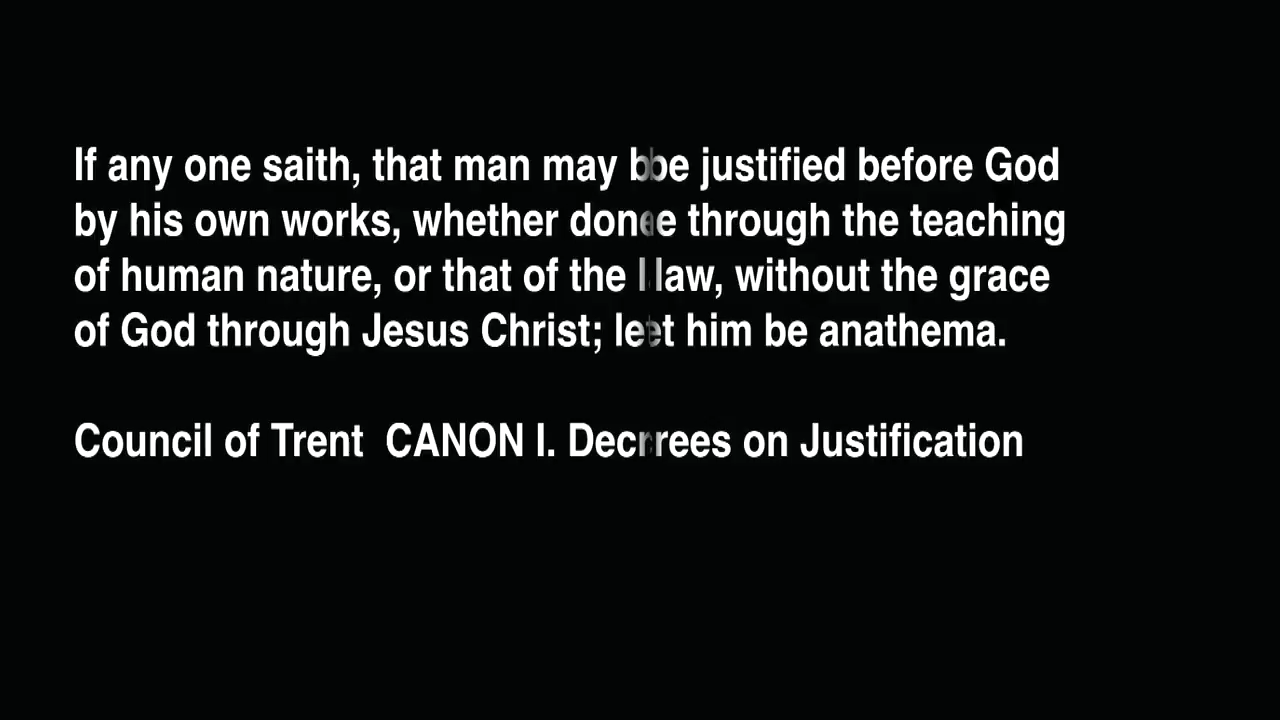 If any one saith, that man may be justified before God
by his own works, whether done through the teaching
of human nature, or that of the law, without the grace
of God through Jesus Christ; let him be anathema.
Council of Trent CANON I. Decrees on Justification